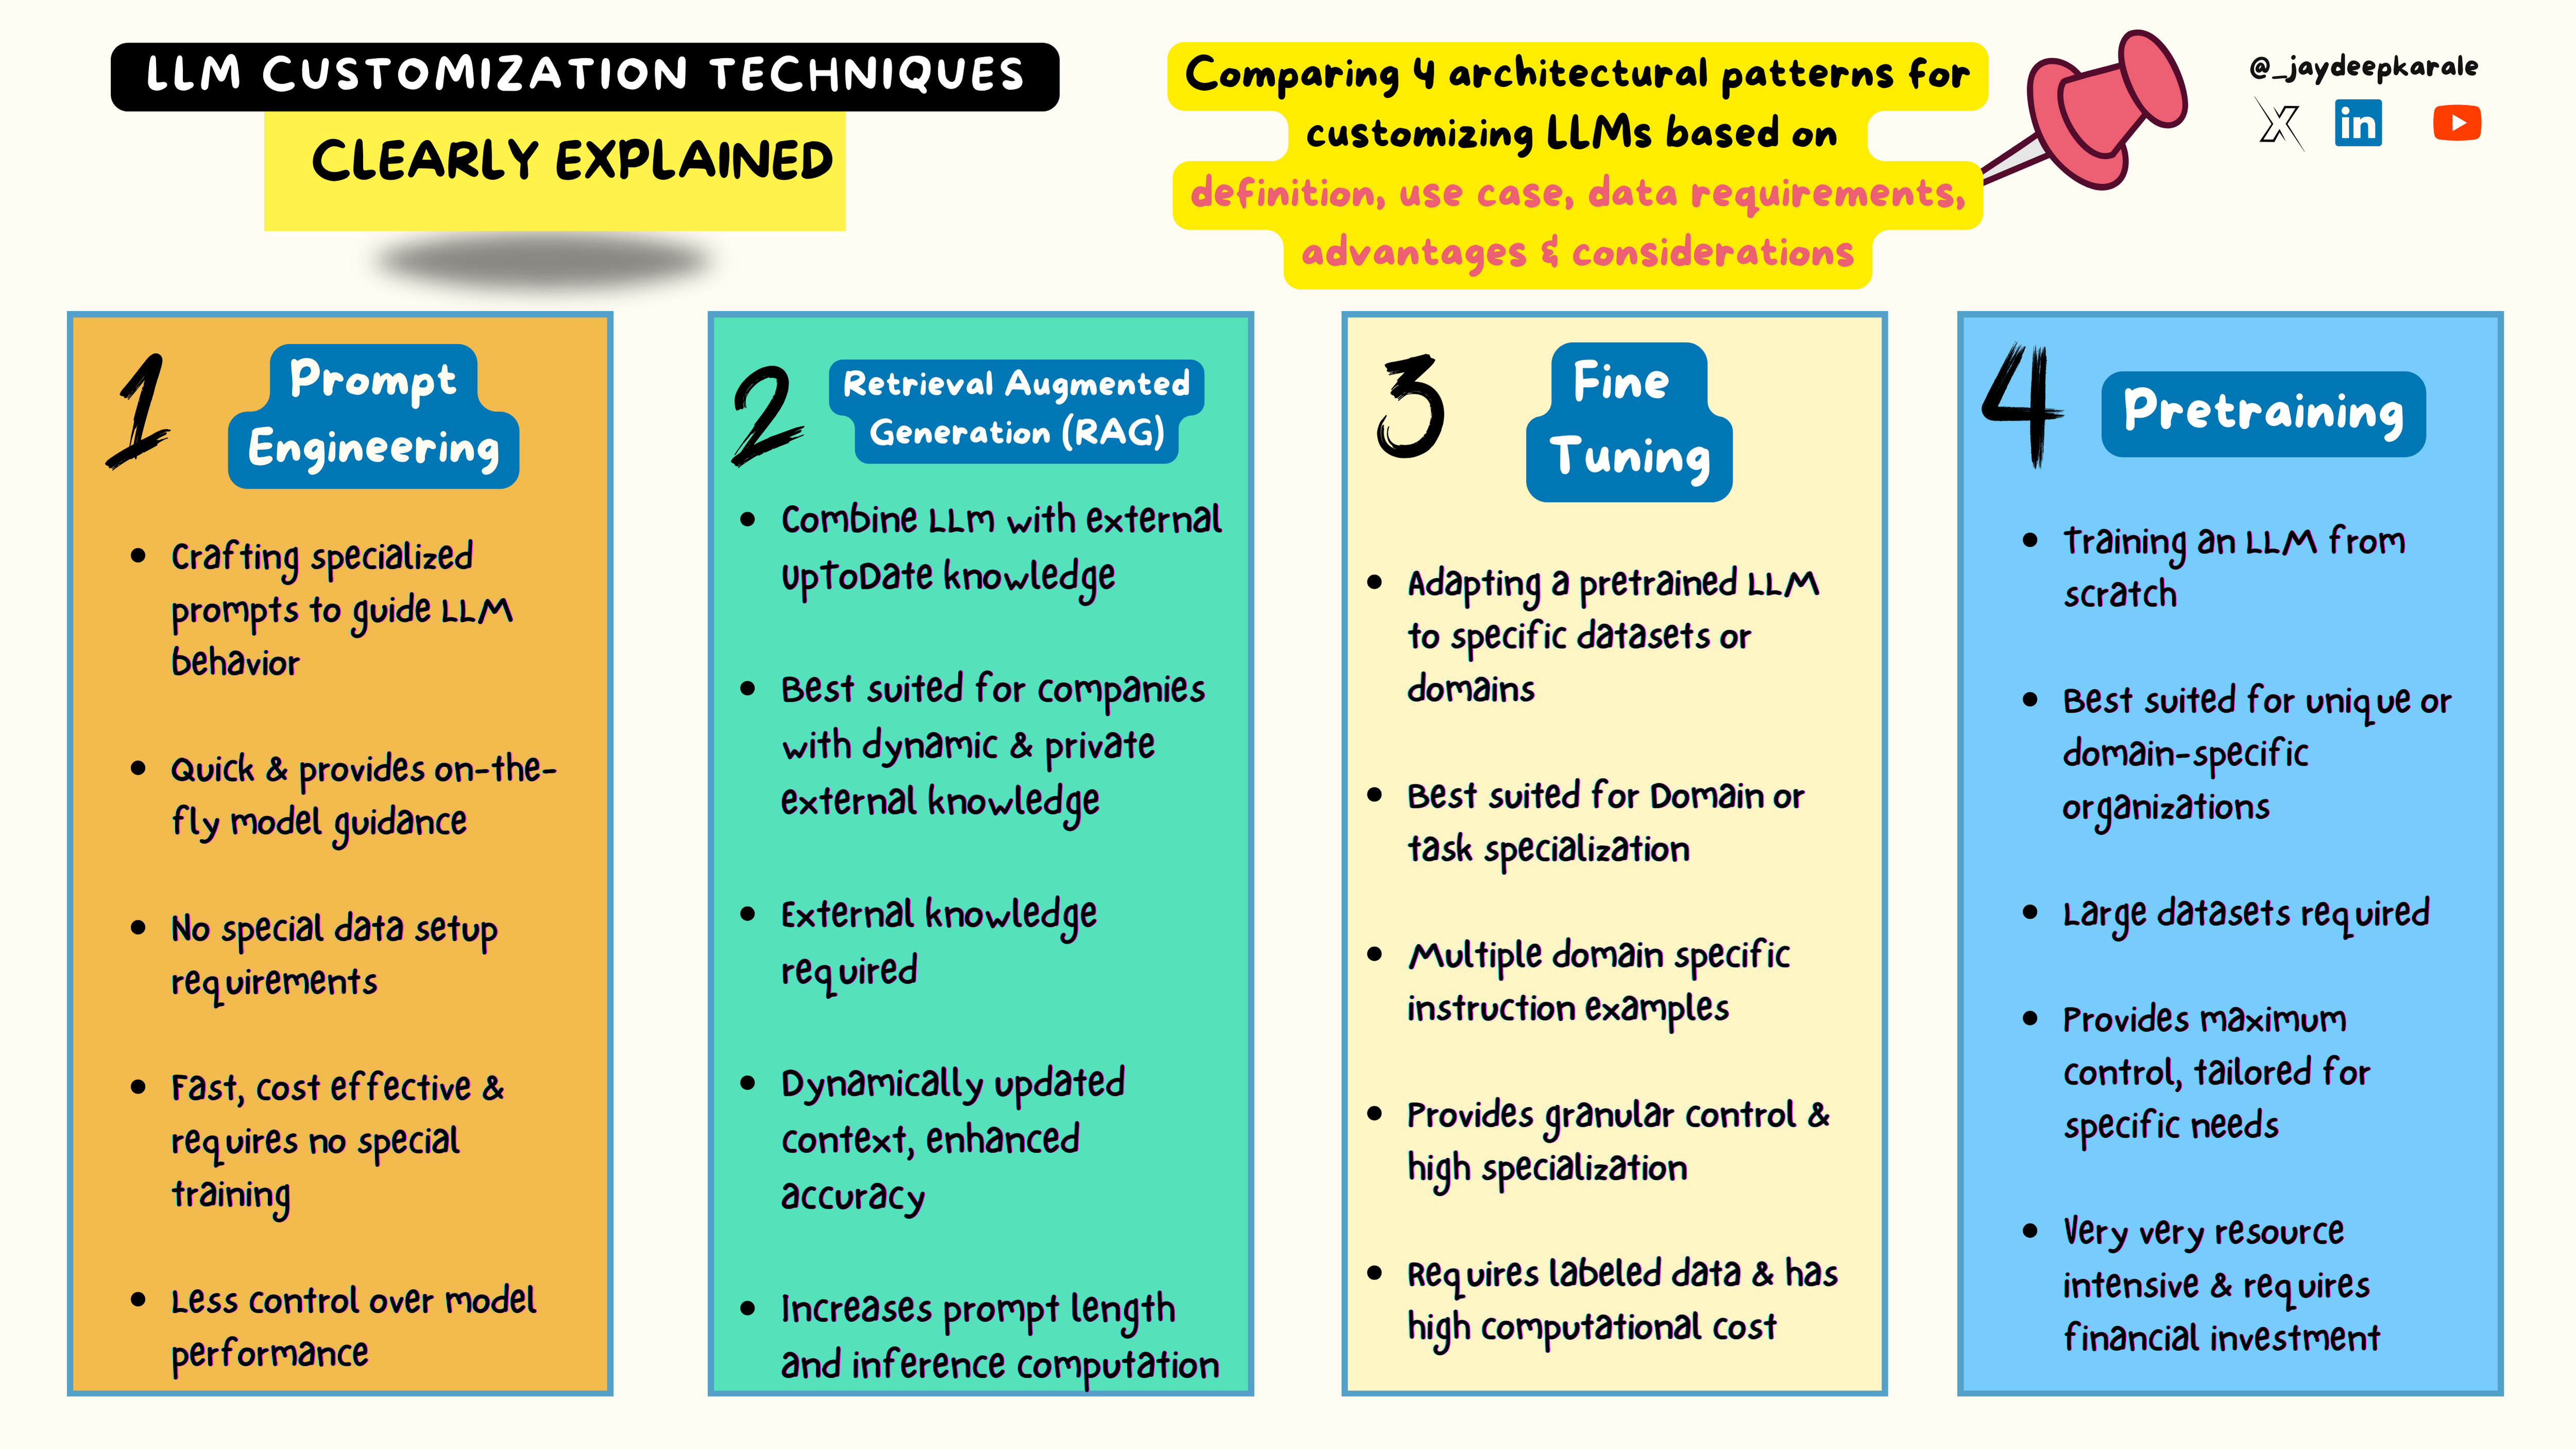 LLM CUSTOMIZATION TECHNIQUES
CLEARLY EXPLAINED
Comparing 4 architectural patterns for
customizing LLMs based on
definition, use case, data requirements,
advantages & considerations
@_jaydeepkarale
X
in
1
Prompt
Engineering
Crafting specialized
prompts to guide LLM
behavior
Quick & provides on-the-
fly model guidance
No special data setup
requirements
Fast, cost effective &
requires no special
training
Less control over model
performance
2
Retrieval Augmented
Generation (RAG)
Combine LLm with external
UpToDate knowledge
Best suited for companies
with dynamic & private
external knowledge
External knowledge
required
Dynamically updated
context, enhanced
accuracy
Increases prompt length
and inference computation
3
Fine
Tuning
Adapting a pretrained LLM
to specific datasets or
domains
Best suited for Domain or
task specialization
Multiple domain specific
instruction examples
Provides granular control &
high specialization
Requires labeled data & has
high computational cost
4
Pretraining
Training an LLM from
scratch
Best suited for unique or
domain-specific
organizations
Large datasets required
Provides maximum
control, tailored for
specific needs
Very very resource
intensive & requires
financial investment